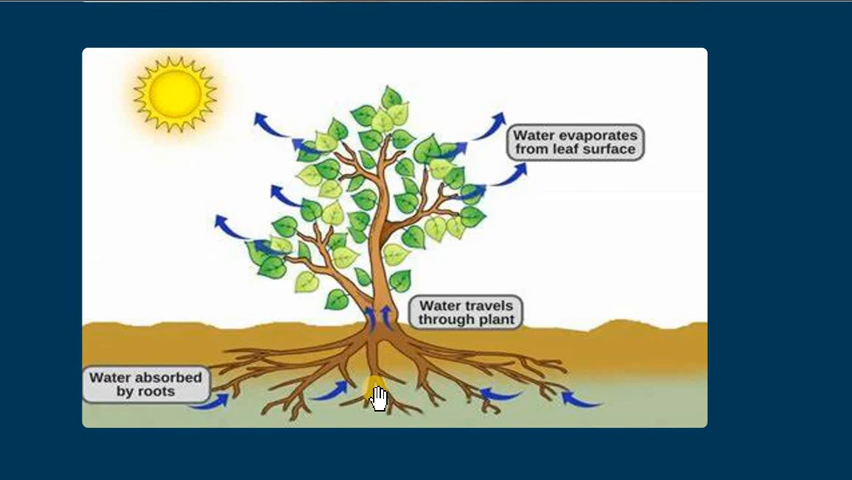 Water evaporates
from leaf surface
Water travels
through plant
Water absorbed
by roots